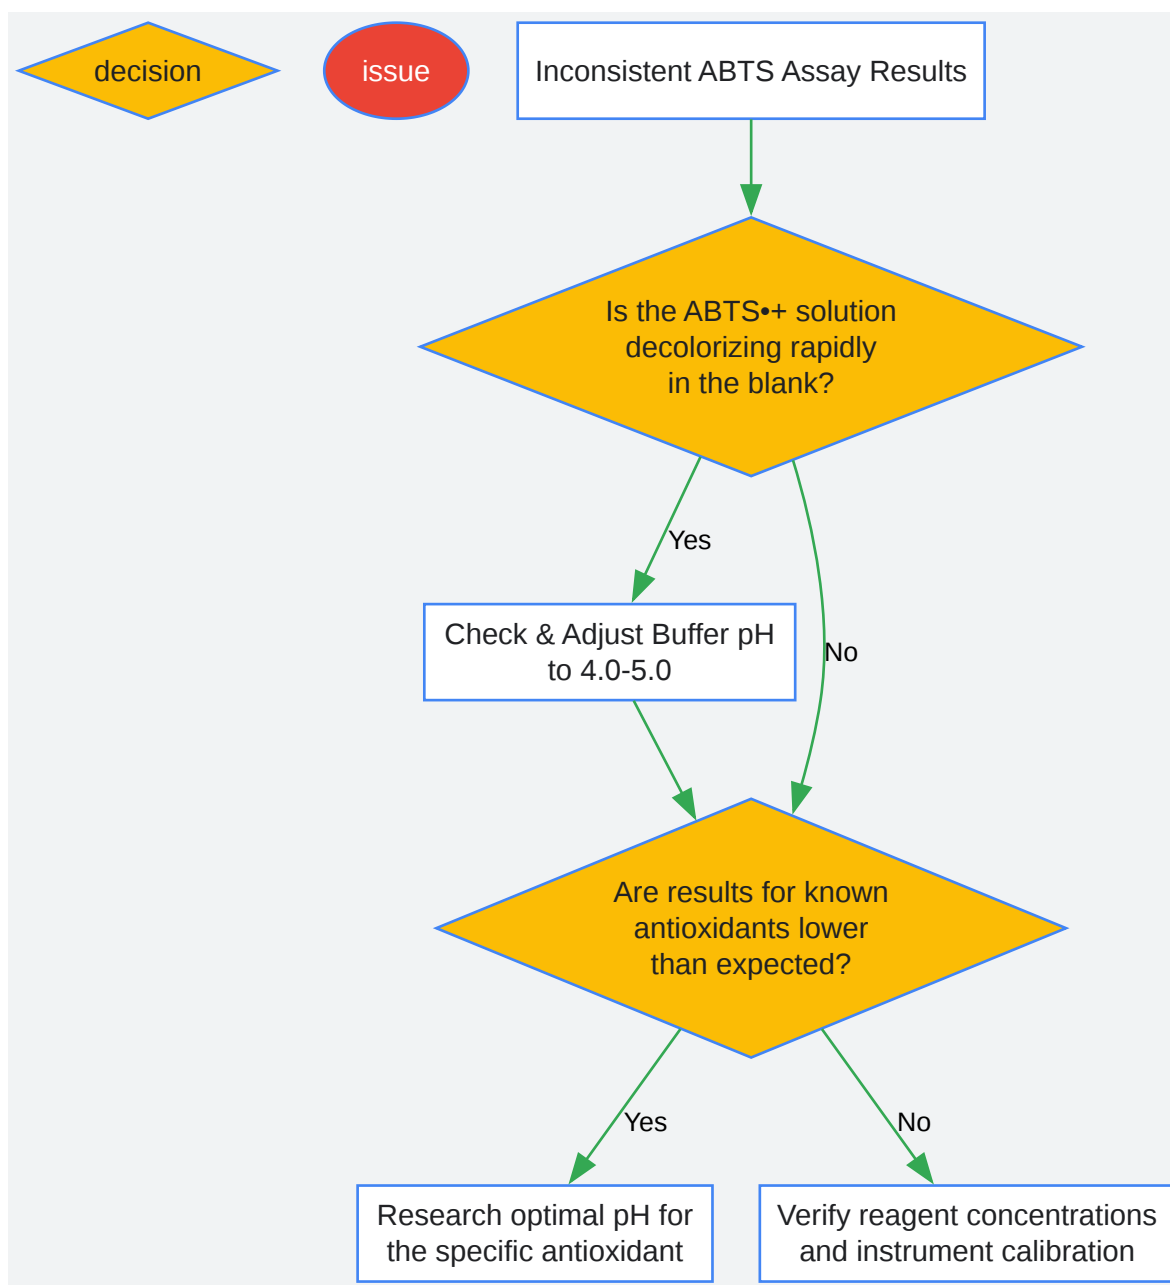 decision
issue
Inconsistent ABTS Assay Results
Is the ABTS•+ solution
decolorizing rapidly
in the blank?
Yes
No
Check & Adjust Buffer pH
to 4.0-5.0
Are results for known
antioxidants lower
than expected?
Yes
No
Research optimal pH for
the specific antioxidant
Verify reagent concentrations
and instrument calibration